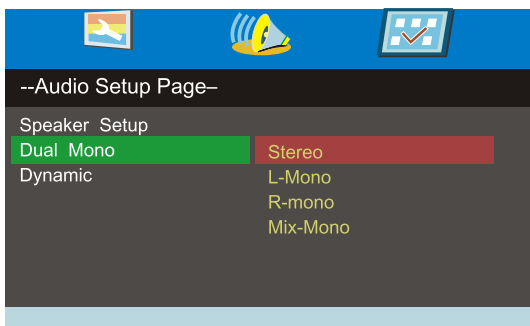 --Audio Setup Page–
Speaker Setup
Dual Mono
Stereo
Dynamic
L-Mono
R-mono
Mix-Mono